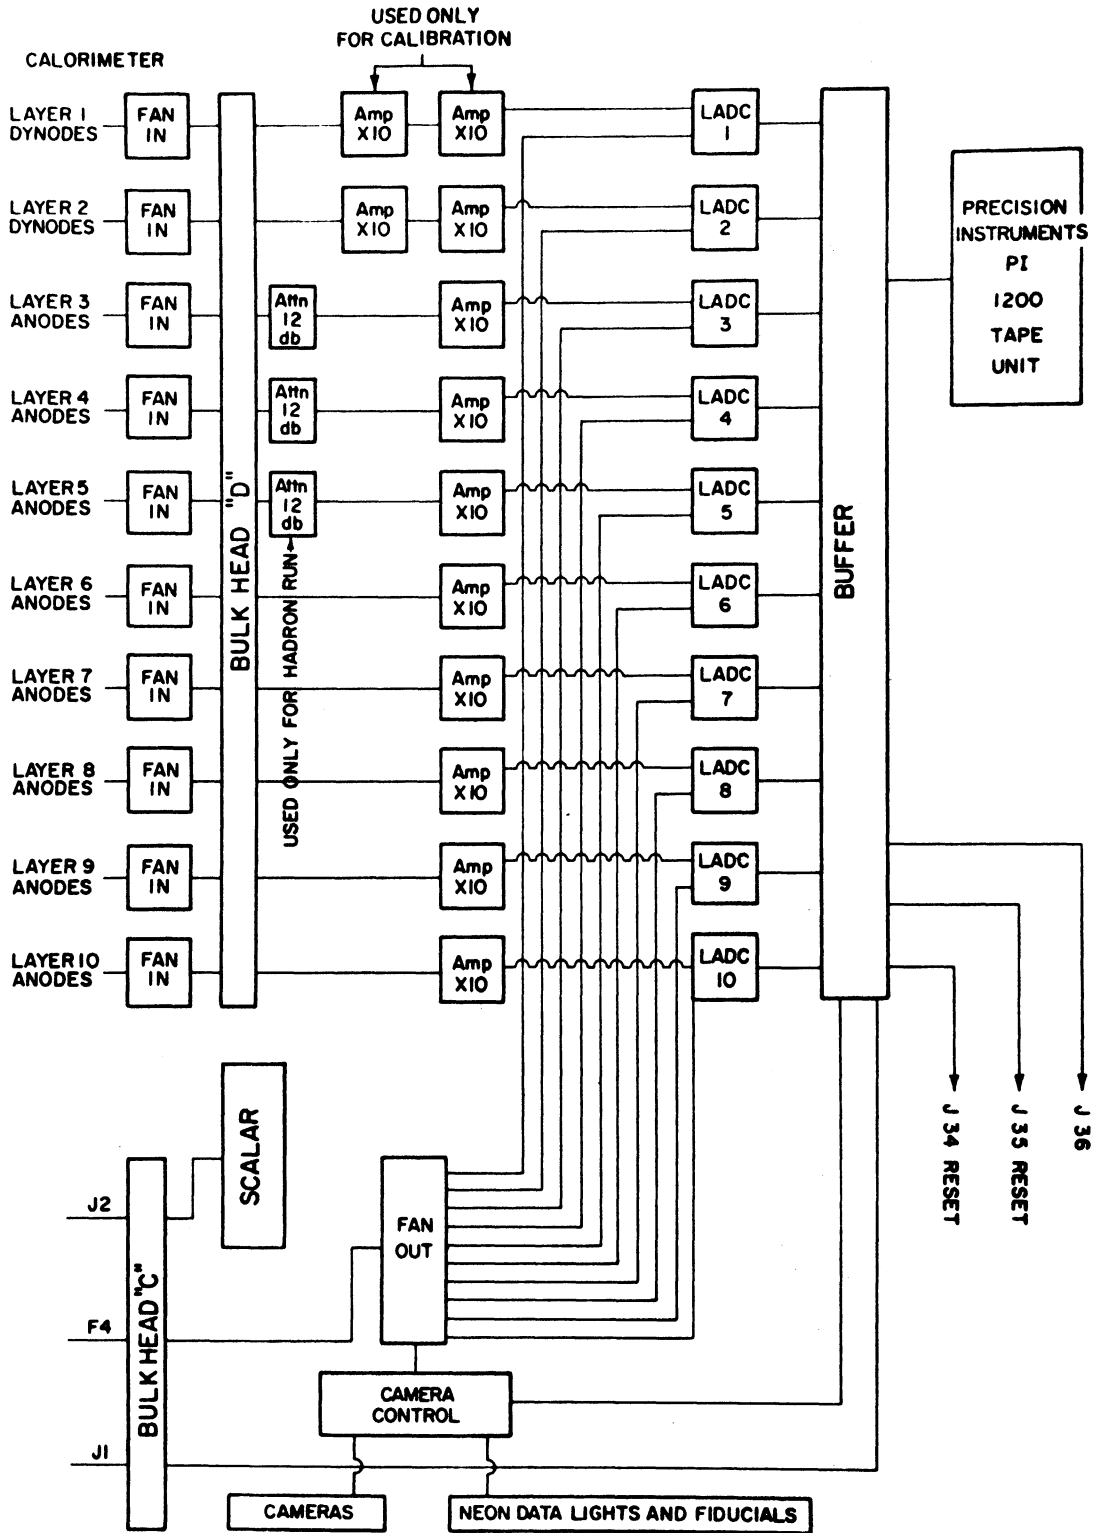 USED ONLY
FOR CALIBRATION
CALORIMETER
LAYER 1
DYNODES
FAN
IN
Amp
X10
Amp
X10
LADC
1
LAYER 2
DYNODES
FAN
IN
Amp
X10
Amp
X10
LADC
2
LAYER 3
ANODES
FAN
IN
Attn
12
db
Amp
X10
LADC
3
LAYER 4
ANODES
FAN
IN
Attn
12
db
Amp
X10
LADC
4
LAYER 5
ANODES
FAN
IN
Attn
12
db
Amp
X10
LADC
5
LAYER 6
ANODES
FAN
IN
Amp
X10
LADC
6
LAYER 7
ANODES
FAN
IN
Amp
X10
LADC
7
LAYER 8
ANODES
FAN
IN
Amp
X10
LADC
8
LAYER 9
ANODES
FAN
IN
Amp
X10
LADC
9
LAYER 10
ANODES
FAN
IN
Amp
X10
LADC
10
BULK HEAD "D"
USED ONLY FOR HADRON RUN
BUFFER
PRECISION
INSTRUMENTS
PI
1200
TAPE
UNIT
J 34 RESET
J 35 RESET
J 36
SCALAR
J2
F4
J1
BULK HEAD "C"
FAN
OUT
CAMERA
CONTROL
CAMERAS
NEON DATA LIGHTS AND FIDUCIALS